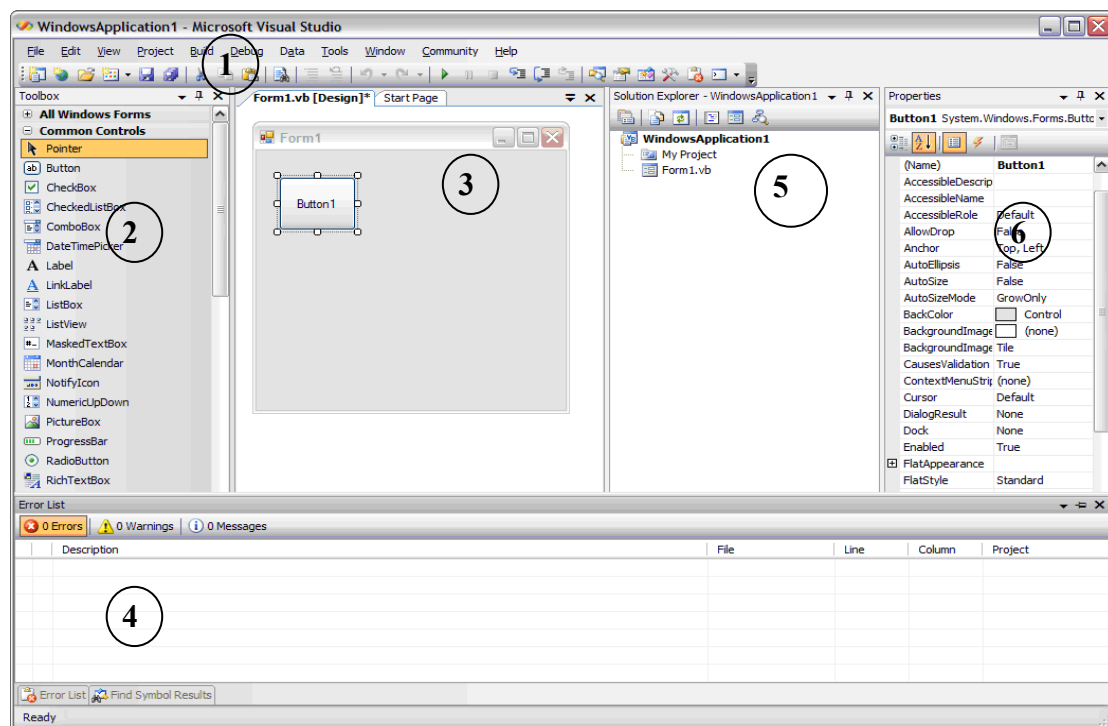 WindowsApplication1 - Microsoft Visual Studio
File Edit View Project Build Debug Data Tools Window Community Help
1
Toolbox
All Windows Forms
Common Controls
Pointer
Button
CheckBox
CheckedListBox
ComboBox
DateTimePicker
Label
LinkLabel
ListBox
ListView
MaskedTextBox
MonthCalendar
NotifyIcon
NumericUpDown
PictureBox
ProgressBar
RadioButton
RichTextBox
2
Form1.vb [Design]* Start Page
Form1
Button1
3
Solution Explorer - WindowsApplication1
WindowsApplication1
My Project
Form1.vb
5
Properties
Button1 System.Windows.Forms.Buttc
(Name) Button1
AccessibleDescrip
AccessibleName
AccessibleRole Default
AllowDrop False
Anchor Top, Left
AutoEllipsis False
AutoSize False
AutoSizeMode GrowOnly
BackColor Control
BackgroundImage (none)
BackgroundImage Tile
CausesValidation True
ContextMenuStrip (none)
Cursor Default
DialogResult None
Dock None
Enabled True
FlatAppearance
FlatStyle Standard
6
Error List
0 Errors 0 Warnings 0 Messages
Description File Line Column Project
4
Error List Find Symbol Results
Ready